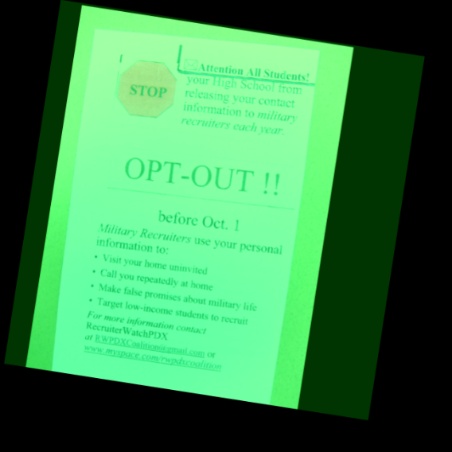 Attention All Students!
STOP
your High School from
releasing your contact
information to military
recruiters each year.
OPT-OUT !!
before Oct. 1
Military Recruiters use your personal
information to:
• Visit your home uninvited
• Call you repeatedly at home
• Make false promises about military life
• Target low-income students to recruit
For more information contact
RecruiterWatchPDX
at RWPDXCoalition@gmail.com or
www.myspace.com/rwpdxcoalition